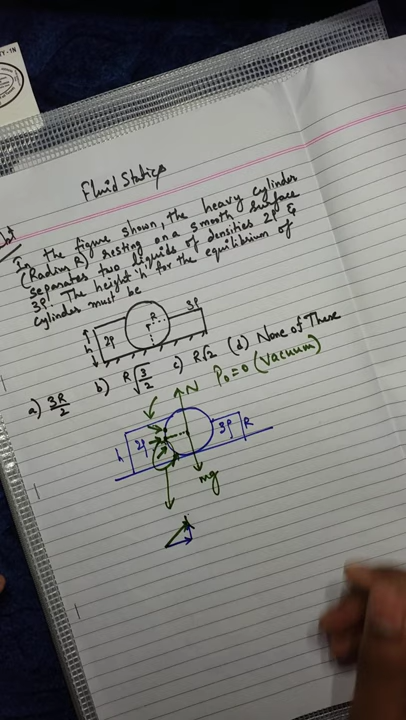 Fluid Statics
In the figure shown, the heavy cylinder
(Radius R) resting on a smooth surface
separates two liquids of densities 2ρ &
3ρ. The height 'h' for the equilibrium of
cylinder must be
h 2ρ R 3ρ
a) 3R/2 b) R√3/2 c) R√2 (d) None of These
N P₀=0 (vacuum)
h 2ρ 3ρ R
mg